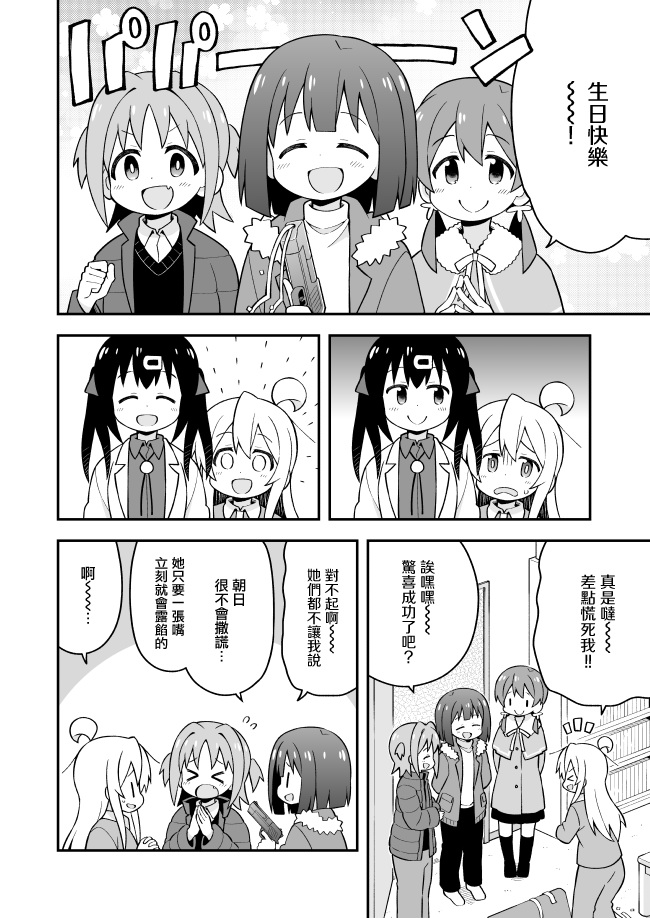 パパーン
生日快樂
～～～!
真是噠～～
差點慌死我!!
誒嘿嘿～～
驚喜成功了吧？
對不起啊～～
她們都不讓我說
朝日
很不會撒謊…
她只要一張嘴
立刻就會露餡的
啊～～～…